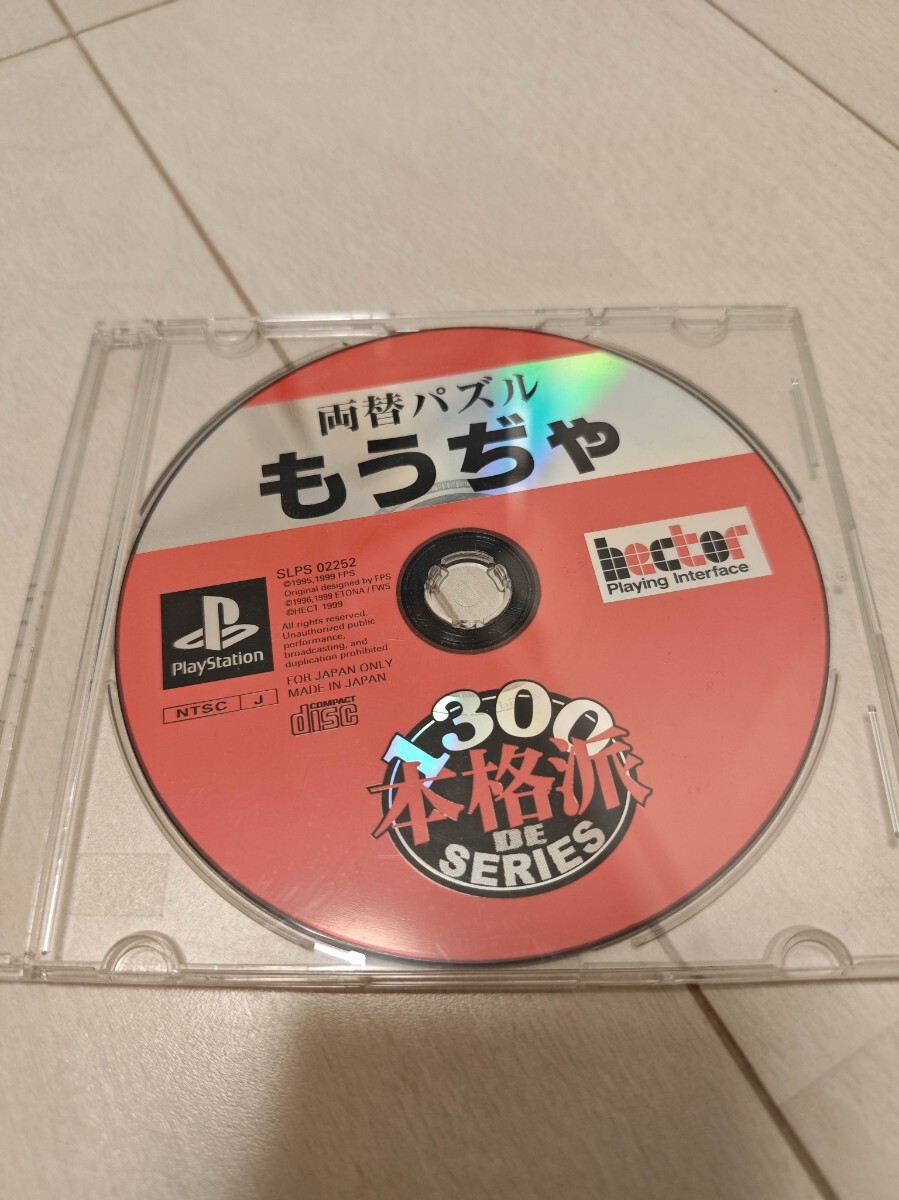 両替パズル
もうぢゃ
hector
Playing Interface
SLPS 02252
©1995,1999 FPS
Original designed by FPS
©1996,1999 ETONA / FWS
©HECT 1999
All rights reserved.
Unauthorized public
performance,
broadcasting, and
duplication prohibited.
FOR JAPAN ONLY
MADE IN JAPAN
PlayStation
NTSC J
COMPACT
disc
1300
本格派
DE
SERIES